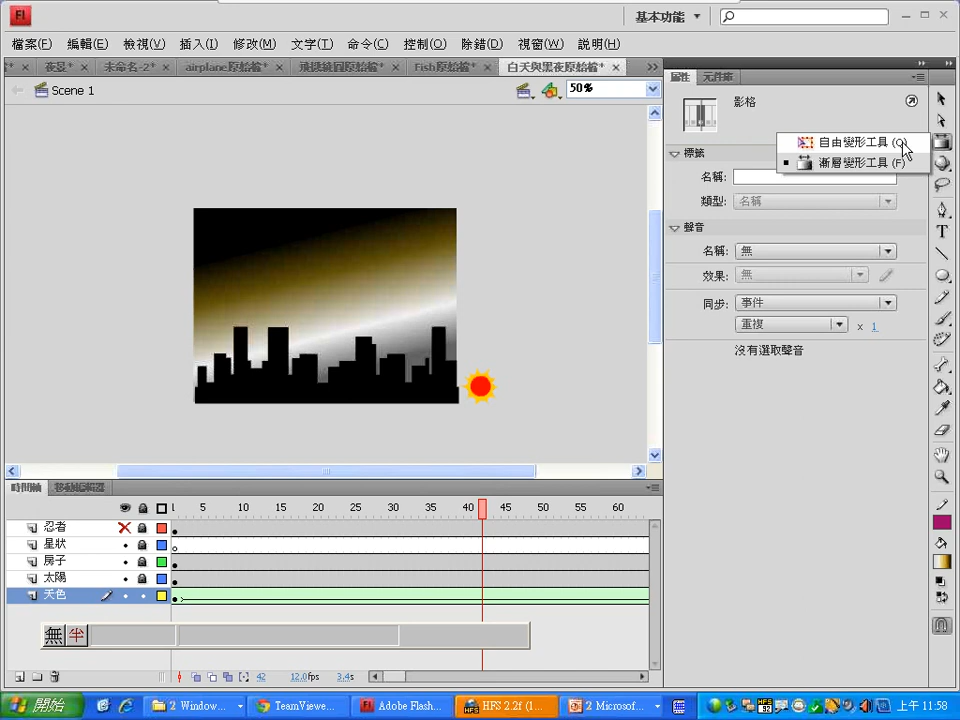 Fl
基本功能
檔案(F) 編輯(E) 檢視(V) 插入(I) 修改(M) 文字(T) 命令(C) 控制(O) 除錯(D) 視窗(W) 說明(H)
夜景* 未命名-2* airplane原始檔* 飛機繞圓原始檔* Fish原始檔* 白天與黑夜原始檔*
Scene 1
50%
屬性 元件庫
影格
自由變形工具 (Q)
漸層變形工具 (F)
標籤
名稱:
類型: 名稱
聲音
名稱: 無
效果: 無
同步: 事件
重複 x 1
沒有選取聲音
時間軸 移動編輯器
1 5 10 15 20 25 30 35 40 45 50 55 60
忍者
星狀
房子
太陽
天色
無 半
42 12.0fps 3.4s
開始 2 Window... TeamViewe... Adobe Flash... HFS 2.2f (1... 2 Microsof... 上午 11:58